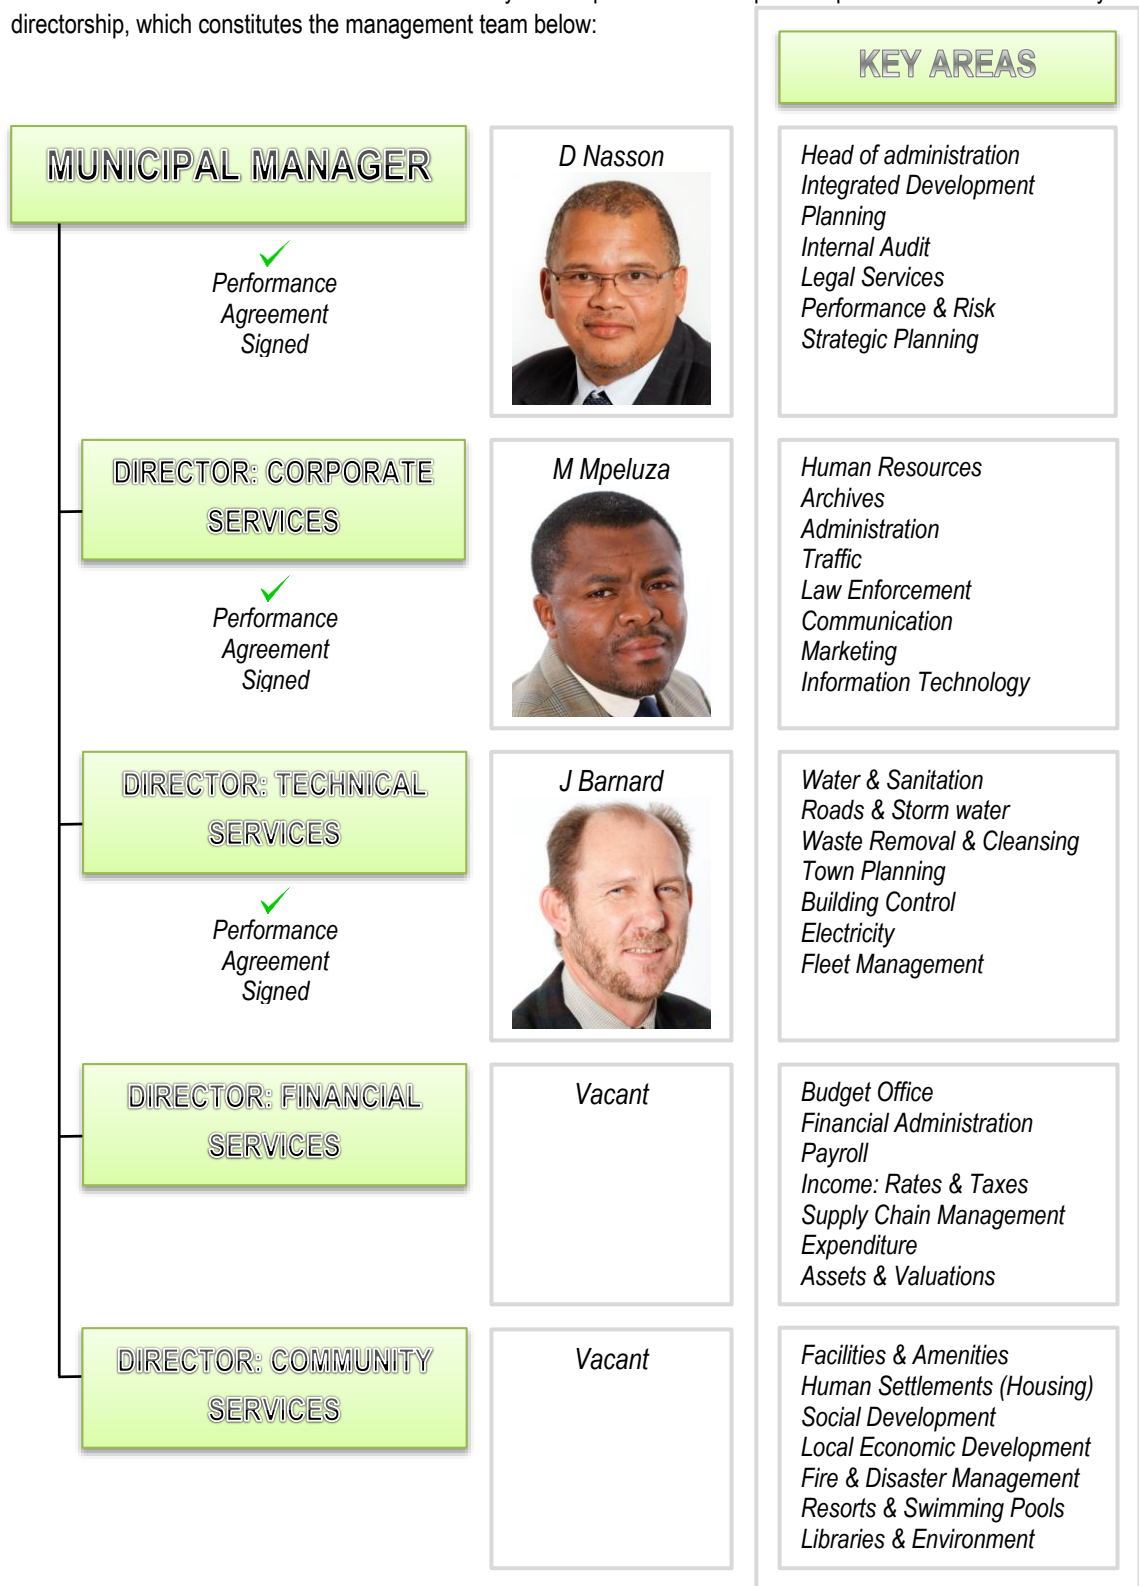 directorship, which constitutes the management team below:
KEY AREAS
MUNICIPAL MANAGER
✓
Performance
Agreement
Signed
D Nasson
Head of administration
Integrated Development
Planning
Internal Audit
Legal Services
Performance & Risk
Strategic Planning
DIRECTOR: CORPORATE
SERVICES
✓
Performance
Agreement
Signed
M Mpeluza
Human Resources
Archives
Administration
Traffic
Law Enforcement
Communication
Marketing
Information Technology
DIRECTOR: TECHNICAL
SERVICES
✓
Performance
Agreement
Signed
J Barnard
Water & Sanitation
Roads & Storm water
Waste Removal & Cleansing
Town Planning
Building Control
Electricity
Fleet Management
DIRECTOR: FINANCIAL
SERVICES
Vacant
Budget Office
Financial Administration
Payroll
Income: Rates & Taxes
Supply Chain Management
Expenditure
Assets & Valuations
DIRECTOR: COMMUNITY
SERVICES
Vacant
Facilities & Amenities
Human Settlements (Housing)
Social Development
Local Economic Development
Fire & Disaster Management
Resorts & Swimming Pools
Libraries & Environment